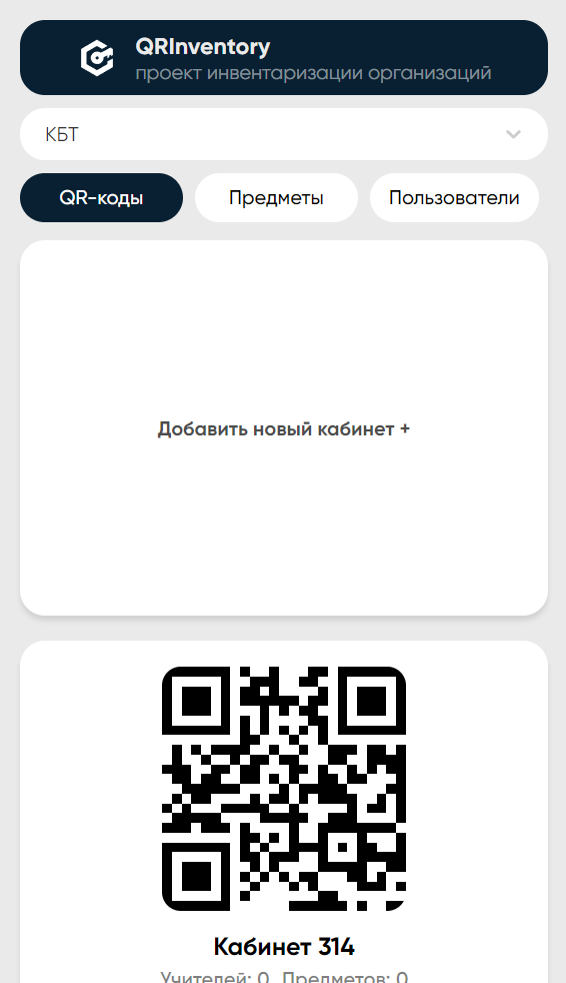 QRInventory
проект инвентаризации организаций
КБТ
QR-коды
Предметы
Пользователи
Добавить новый кабинет +
Кабинет 314
Учителей: 0 Предметов: 0